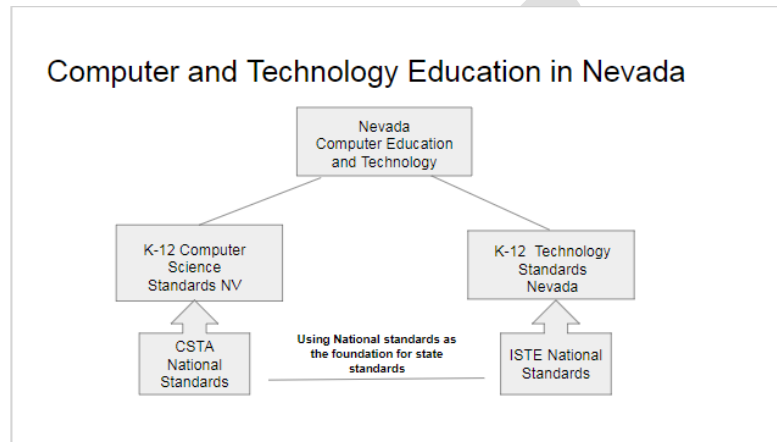 Computer and Technology Education in Nevada
Nevada
Computer Education
and Technology
K-12 Computer
Science
Standards NV
K-12 Technology
Standards
Nevada
CSTA
National
Standards
Using National standards as
the foundation for state
standards
ISTE National
Standards